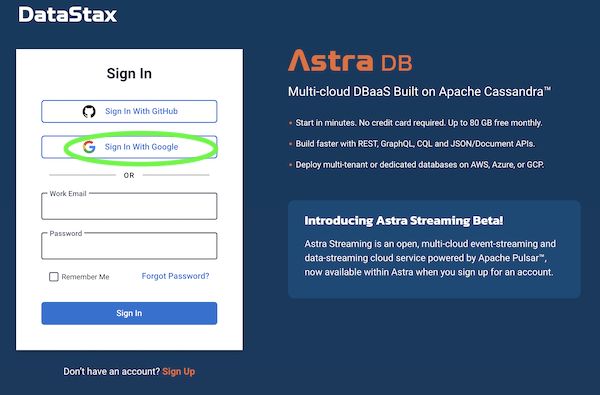 DataStax
Sign In
Sign In With GitHub
Sign In With Google
OR
Work Email
Password
Remember Me
Forgot Password?
Sign In
Don't have an account? Sign Up
Astra DB
Multi-cloud DBaaS Built on Apache Cassandra™
• Start in minutes. No credit card required. Up to 80 GB free monthly.
• Build faster with REST, GraphQL, CQL and JSON/Document APIs.
• Deploy multi-tenant or dedicated databases on AWS, Azure, or GCP.
Introducing Astra Streaming Beta!
Astra Streaming is an open, multi-cloud event-streaming and
data-streaming cloud service powered by Apache Pulsar™,
now available within Astra when you sign up for an account.